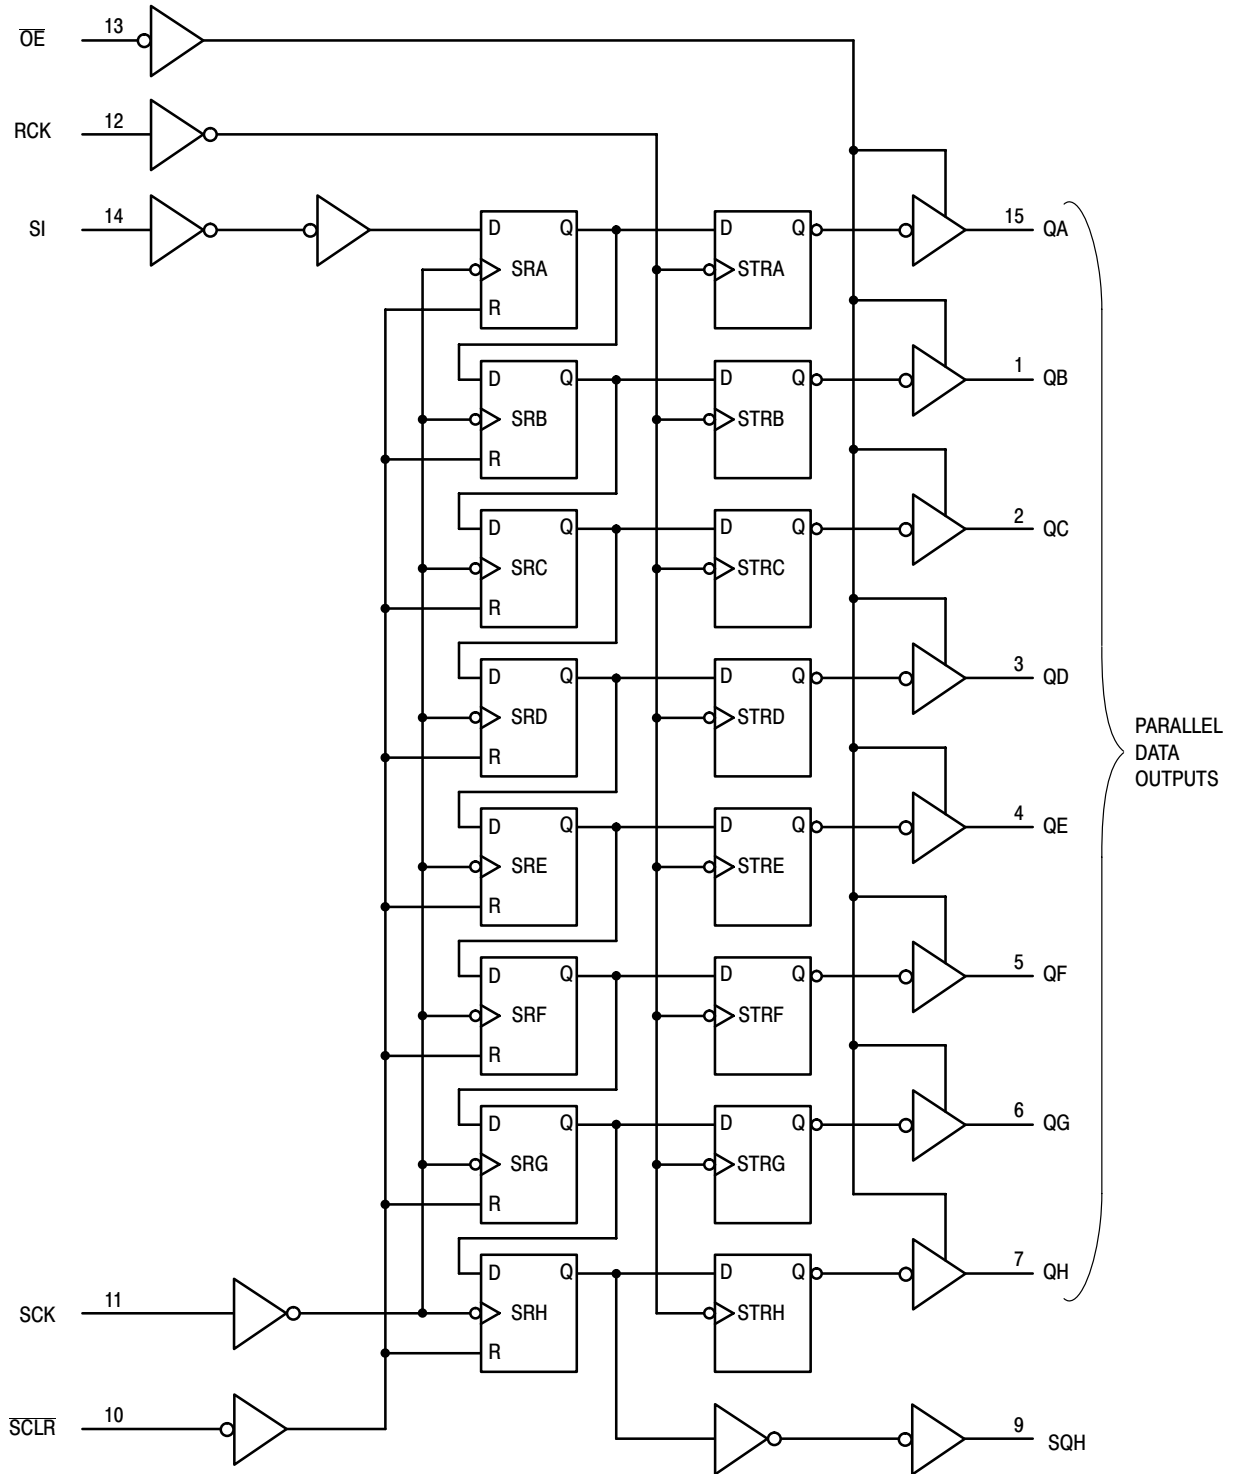 OE 13
RCK 12
SI 14
D Q D Q 15 QA
SRA STRA
R
D Q D Q 1 QB
SRB STRB
R
D Q D Q 2 QC
SRC STRC
R
D Q D Q 3 QD
SRD STRD
R
PARALLEL
DATA
OUTPUTS
D Q D Q 4 QE
SRE STRE
R
D Q D Q 5 QF
SRF STRF
R
D Q D Q 6 QG
SRG STRG
R
D Q D Q 7 QH
SCK 11 SRH STRH
R
SCLR 10
9 SQH